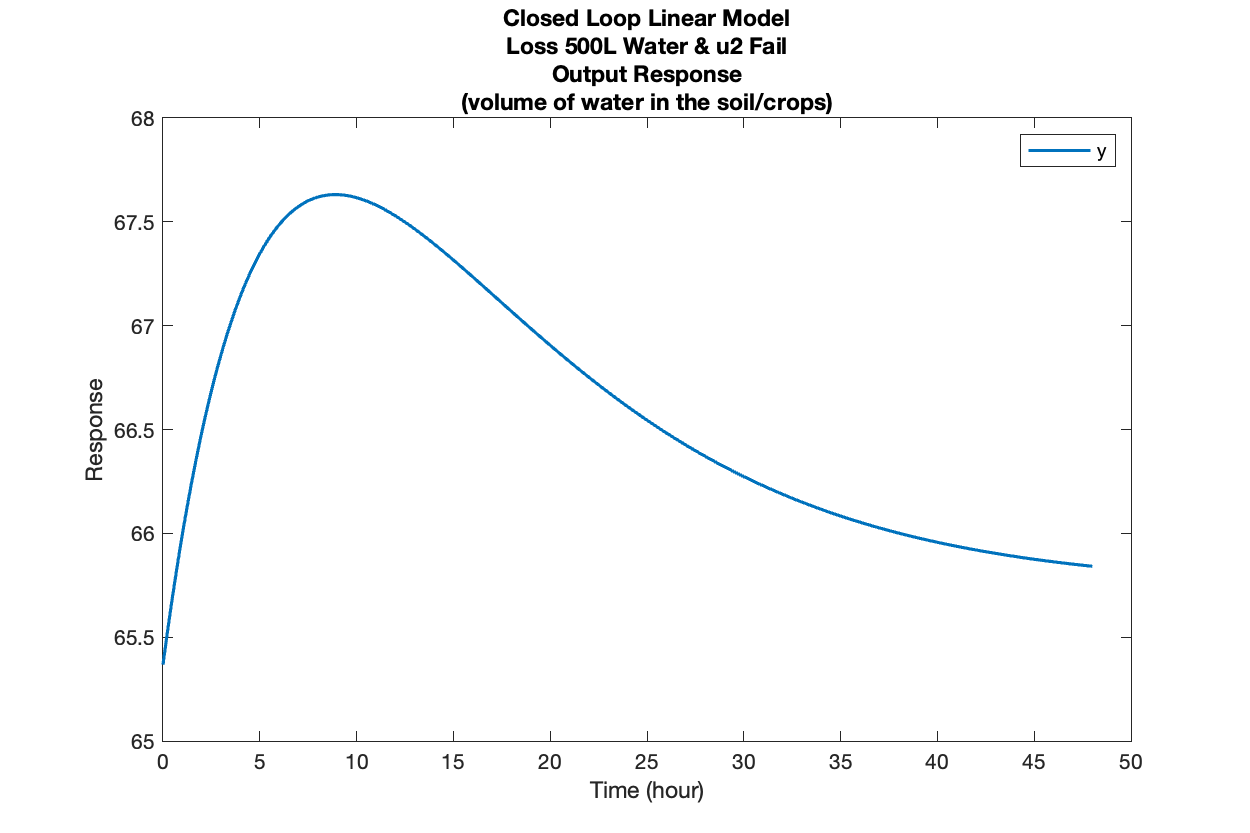 Closed Loop Linear Model
Loss 500L Water & u2 Fail
Output Response
(volume of water in the soil/crops)
y
68
67.5
67
66.5
66
65.5
65
Response
0 5 10 15 20 25 30 35 40 45 50
Time (hour)